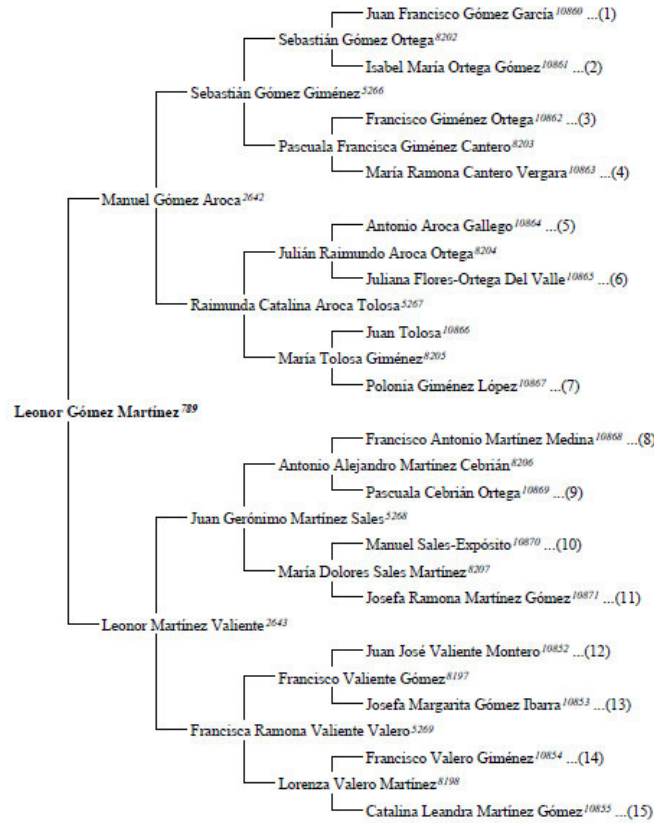 Juan Francisco Gómez García 10860 ...(1)
Sebastián Gómez Ortega 8202
Isabel María Ortega Gómez 10861 ...(2)
Sebastián Gómez Giménez 5266
Francisco Giménez Ortega 10862 ...(3)
Pascuala Francisca Giménez Cantero 8203
María Ramona Cantero Vergara 10863 ...(4)
Manuel Gómez Aroca 2642
Antonio Aroca Gallego 10864 ...(5)
Julián Raimundo Aroca Ortega 8204
Juliana Flores-Ortega Del Valle 10865 ...(6)
Raimunda Catalina Aroca Tolosa 5267
Juan Tolosa 10866
María Tolosa Giménez 8205
Polonia Giménez López 10867 ...(7)
Leonor Gómez Martínez 789
Francisco Antonio Martínez Medina 10868 ...(8)
Antonio Alejandro Martínez Cebrián 8206
Pascuala Cebrián Ortega 10869 ...(9)
Juan Gerónimo Martínez Sales 5268
Manuel Sales-Expósito 10870 ...(10)
María Dolores Sales Martínez 8207
Josefa Ramona Martínez Gómez 10871 ...(11)
Leonor Martínez Valiente 2643
Juan José Valiente Montero 10852 ...(12)
Francisco Valiente Gómez 8197
Josefa Margarita Gómez Ibarra 10853 ...(13)
Francisca Ramona Valiente Valero 5269
Francisco Valero Giménez 10854 ...(14)
Lorenza Valero Martínez 8198
Catalina Leandra Martínez Gómez 10855 ...(15)